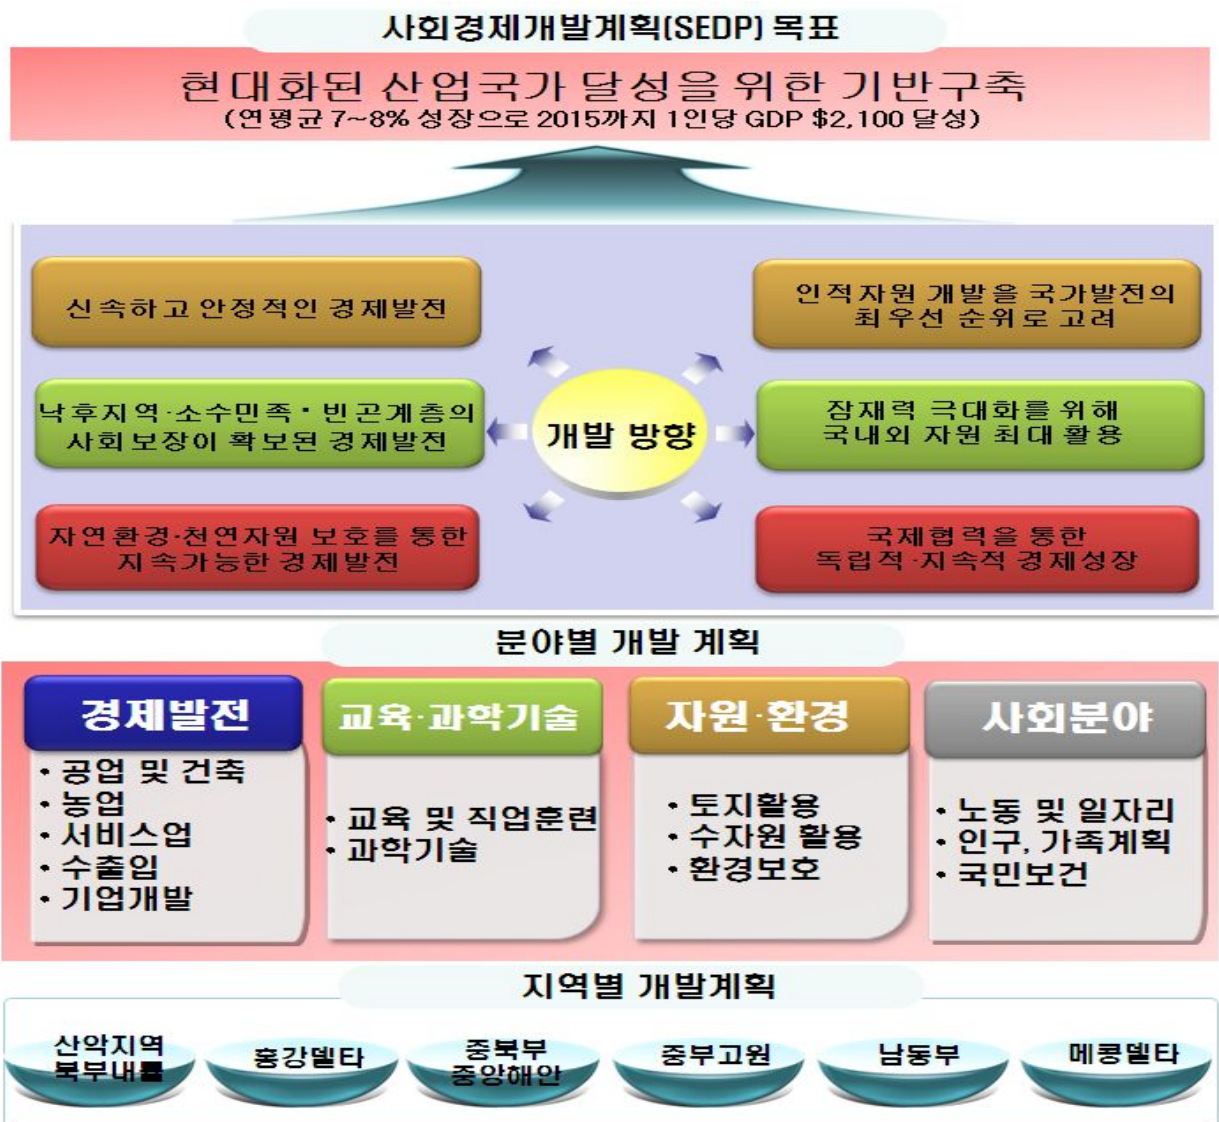 사회경제개발계획(SEDP) 목표
현대화된 산업국가 달성을 위한 기반구축
(연평균 7~8% 성장으로 2015까지 1인당 GDP $2,100 달성)
신속하고 안정적인 경제발전
인적자원 개발을 국가발전의
최우선 순위로 고려
낙후지역·소수민족·빈곤계층의
사회보장이 확보된 경제발전
개발 방향
잠재력 극대화를 위해
국내외 자원 최대 활용
자연환경·천연자원 보호를 통한
지속가능한 경제발전
국제협력을 통한
독립적·지속적 경제성장
분야별 개발 계획
경제발전
• 공업 및 건축
• 농업
• 서비스업
• 수출입
• 기업개발
교육·과학기술
• 교육 및 직업훈련
• 과학기술
자원·환경
• 토지활용
• 수자원 활용
• 환경보호
사회분야
• 노동 및 일자리
• 인구, 가족계획
• 국민보건
지역별 개발계획
산악지역
북부내륙
홍강델타
중북부
중앙해안
중부고원
남동부
메콩델타